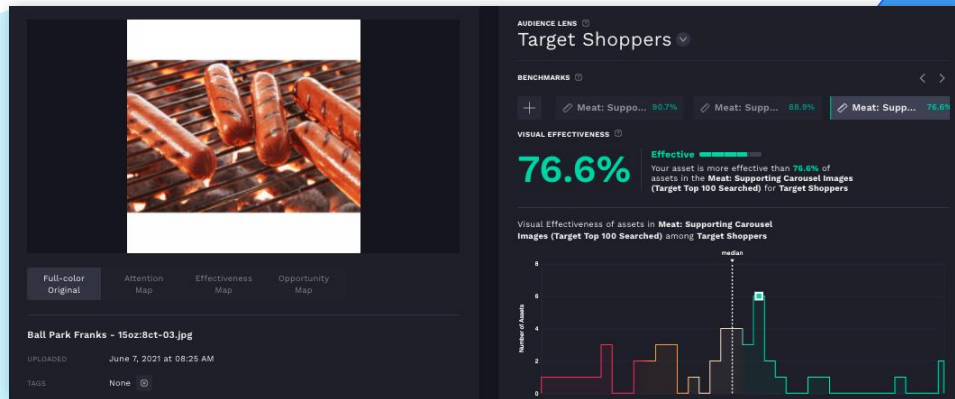 Full-color
Original
Attention
Map
Effectiveness
Map
Opportunity
Map
Ball Park Franks - 15oz:8ct-03.jpg
UPLOADED June 7, 2021 at 08:25 AM
TAGS None
AUDIENCE LENS
Target Shoppers
BENCHMARKS
Meat: Suppo... 90.7%
Meat: Supp... 88.9%
Meat: Supp... 76.6%
VISUAL EFFECTIVENESS
76.6%
Effective
Your asset is more effective than 76.6% of
assets in the Meat: Supporting Carousel Images
(Target Top 100 Searched) for Target Shoppers
Visual Effectiveness of assets in Meat: Supporting Carousel
Images (Target Top 100 Searched) among Target Shoppers
median
Number of Assets
8
6
4
2
0